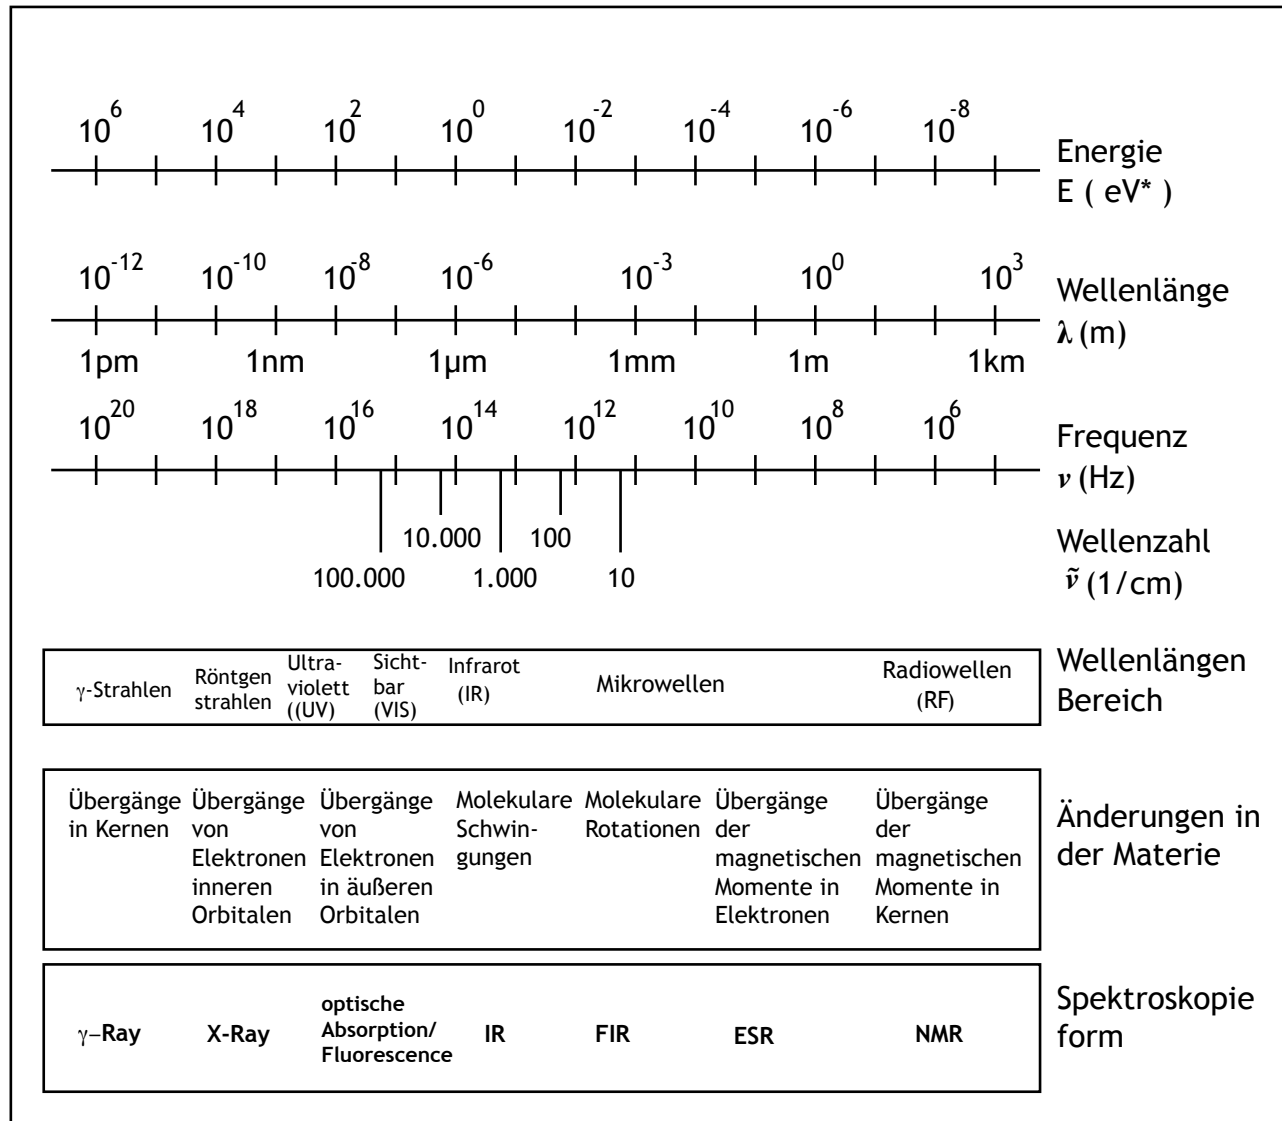 10^6 10^4 10^2 10^0 10^-2 10^-4 10^-6 10^-8
Energie
E ( eV* )
10^-12 10^-10 10^-8 10^-6 10^-3 10^0 10^3
Wellenlänge
λ (m)
1pm 1nm 1µm 1mm 1m 1km
10^20 10^18 10^16 10^14 10^12 10^10 10^8 10^6
Frequenz
ν (Hz)
10.000 100
100.000 1.000 10
Wellenzahl
ν̃ (1/cm)
γ-Strahlen
Röntgen
strahlen
Ultra-
violett
((UV)
Sicht-
bar
(VIS)
Infrarot
(IR)
Mikrowellen
Radiowellen
(RF)
Wellenlängen
Bereich
Übergänge
in Kernen
Übergänge
von
Elektronen
inneren
Orbitalen
Übergänge
von
Elektronen
in äußeren
Orbitalen
Molekulare
Schwin-
gungen
Molekulare
Rotationen
Übergänge
der
magnetischen
Momente in
Elektronen
Übergänge
der
magnetischen
Momente in
Kernen
Änderungen in
der Materie
γ–Ray
X-Ray
optische
Absorption/
Fluorescence
IR
FIR
ESR
NMR
Spektroskopie
form